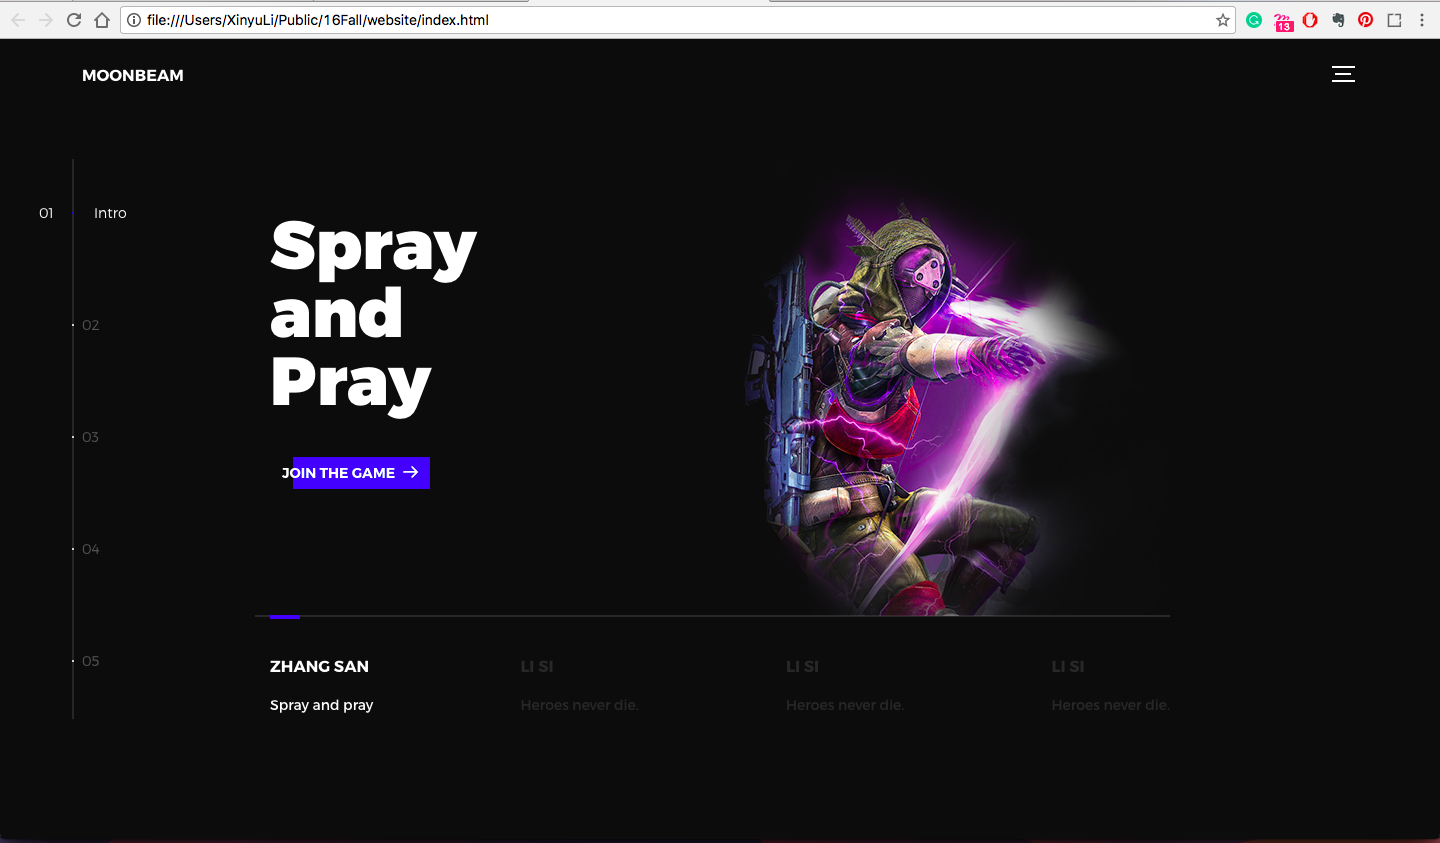 file:///Users/XinyuLi/Public/16Fall/website/index.html
13
MOONBEAM
01 Intro
Spray
and
Pray
02
03
JOIN THE GAME
04
05
ZHANG SAN LI SI LI SI LI SI
Spray and pray Heroes never die. Heroes never die. Heroes never die.